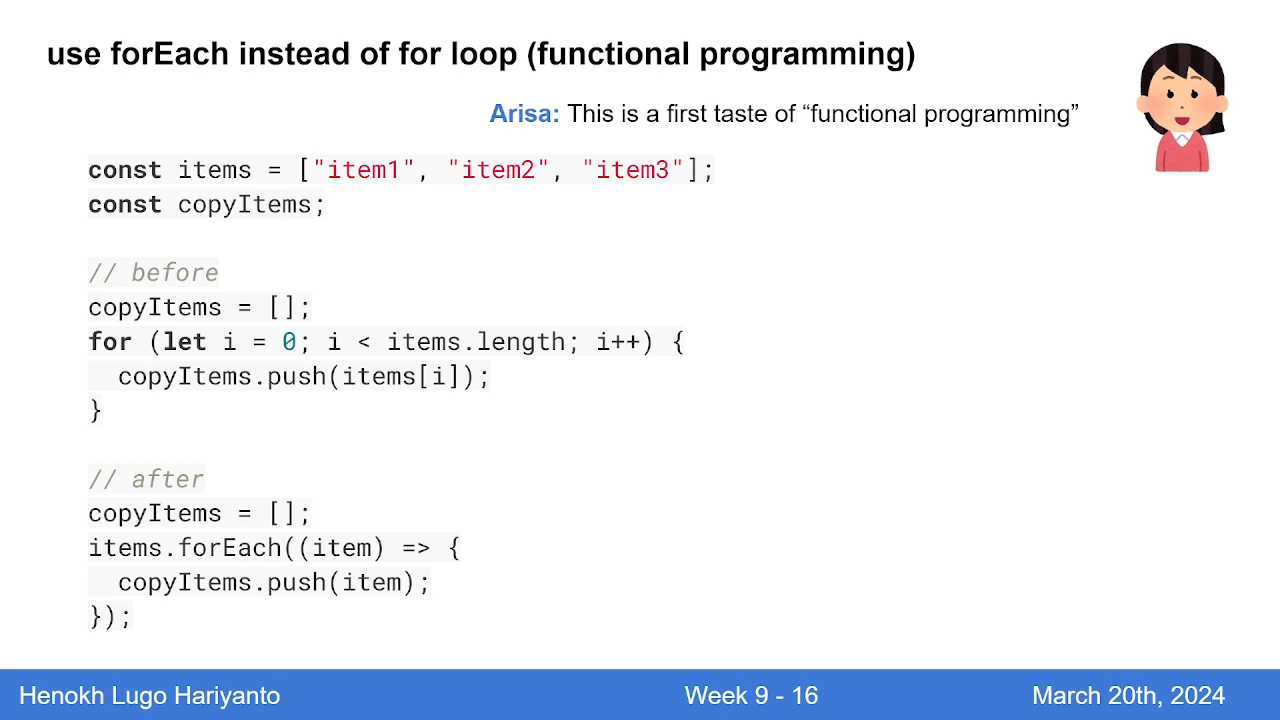 use forEach instead of for loop (functional programming)
Arisa: This is a first taste of “functional programming”
const items = ["item1", "item2", "item3"];
const copyItems;
// before
copyItems = [];
for (let i = 0; i < items.length; i++) {
  copyItems.push(items[i]);
}
// after
copyItems = [];
items.forEach((item) => {
  copyItems.push(item);
});
Henokh Lugo Hariyanto
Week 9 - 16
March 20th, 2024